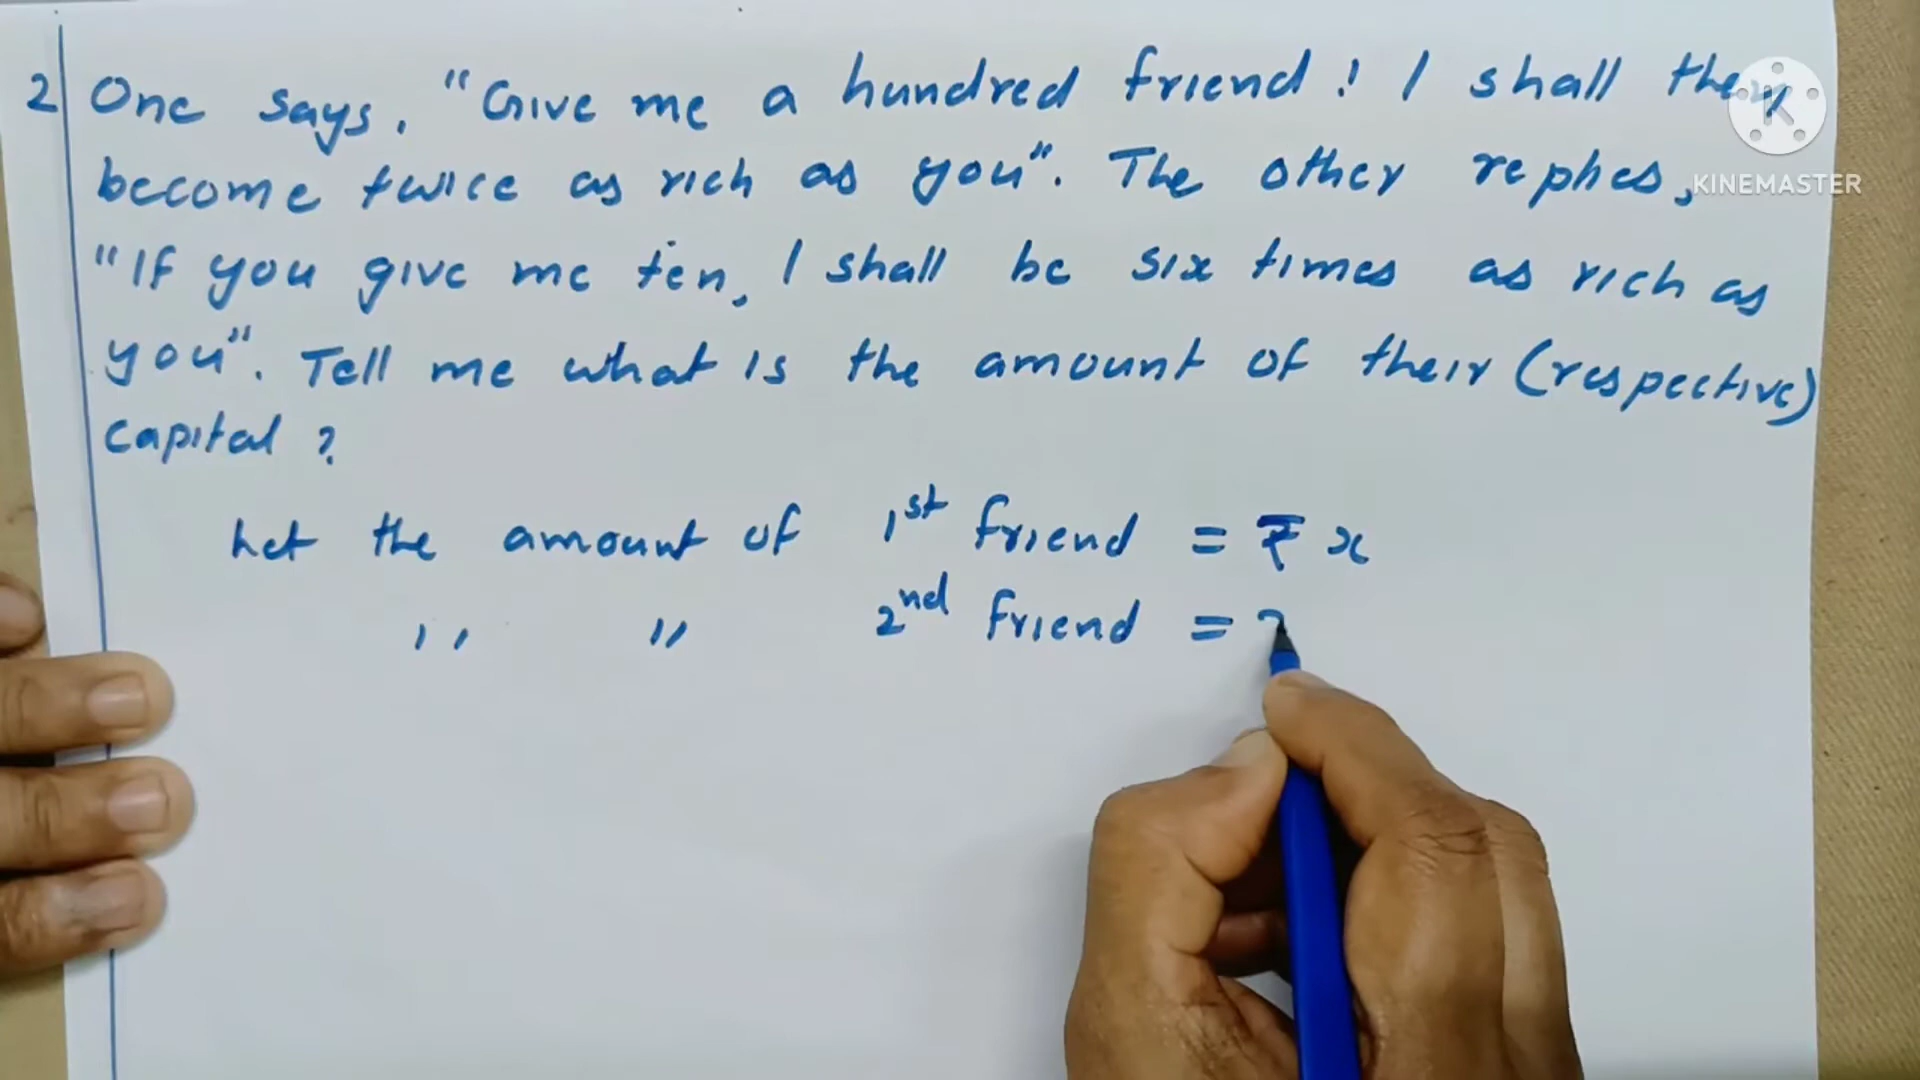 2 One says, "Give me a hundred friend! I shall then
become twice as rich as you". The other replies,
"If you give me ten, I shall be six times as rich as
you". Tell me what is the amount of their (respective)
capital?
Let the amount of 1st friend = ₹ x
,, ,, 2nd friend =
K
KINEMASTER